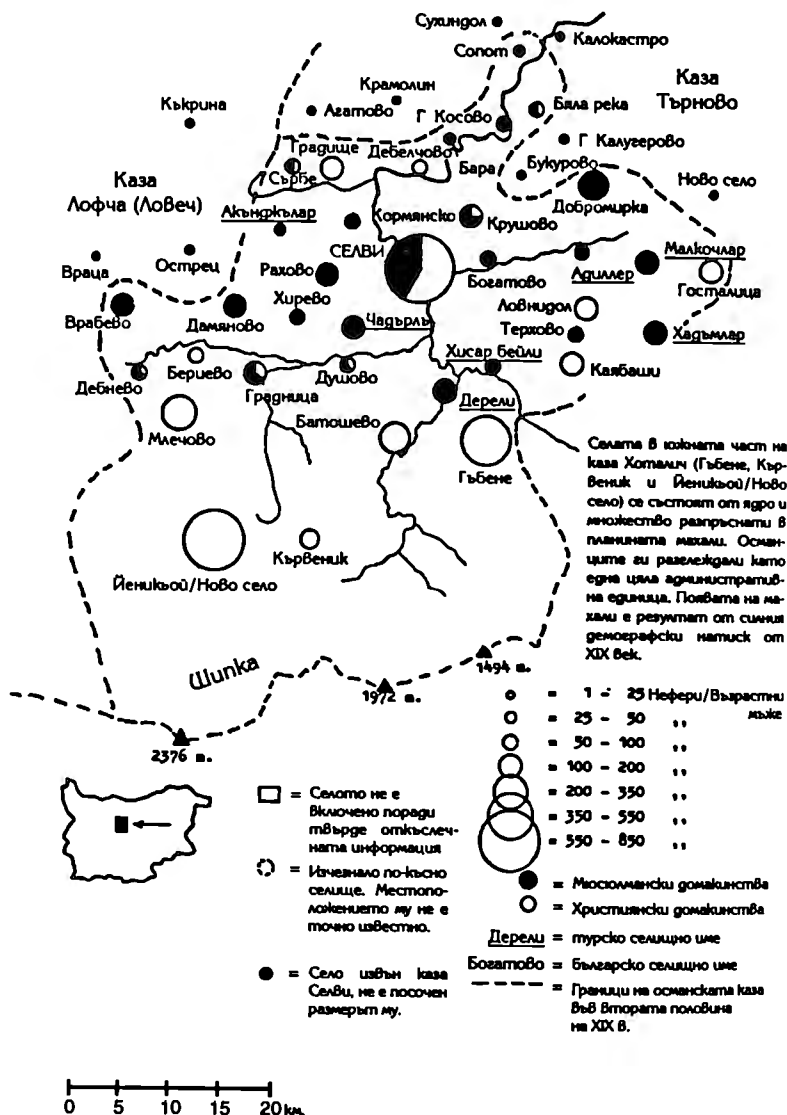 Сухиндол
Сопот
Калокастро
Крамолин
Каза
Търново
Къкрина
Агатово
Г Косово
Бяла река
Градище
Дебелчово
Г Калугерово
Сърбе
Бара
Букурово
Ново село
Каза
Лофча (Ловеч)
Добромирка
Акънджълар
Кормянско
Крушово
Малкочлар
СЕЛВИ
Враца
Острец
Рахово
Богатово
Адиллер
Госталица
Хирево
Ловнидол
Врабево
Дамяново
Чадърлъ
Терхово
Хадъмлар
Хисар бейли
Бериево
Душово
Каябаши
Дебнево
Градница
Дерели
Млечово
Батошево
Гъбене
Селата в южната част на
каза Хоталич (Гъбене, Кър-
веник и Йеникьой/Ново
село) се състоят от ядро и
множество разпръснати в
планината махали. Осман-
ците ги разглеждали като
една цяла административ-
на единица. Появата на ма-
хали е резултат от силния
демографски натиск от
XIX век.
Кървеник
Йеникьой/Ново село
Шипка
1494 m.
1972 m.
2376 m.
= 1 - 25 Нефери/Възрастни
мъже
= 25 - 50 ,,
= 50 - 100 ,,
= 100 - 200 ,,
= 200 - 350 ,,
= 350 - 550 ,,
= 550 - 850 ,,
= Селото не е
включено поради
твърде откъслеч-
ната информация
= Изчезнало по-късно
селище. Местопо-
ложението му не е
точно известно.
= Село извън каза
Селви, не е посочен
размерът му.
= Мюсюлмански домакинства
= Християнски домакинства
Дерели = турско селищно име
Богатово = българско селищно име
= Граници на османската каза
във втората половина
на XIX в.
0 5 10 15 20 км.